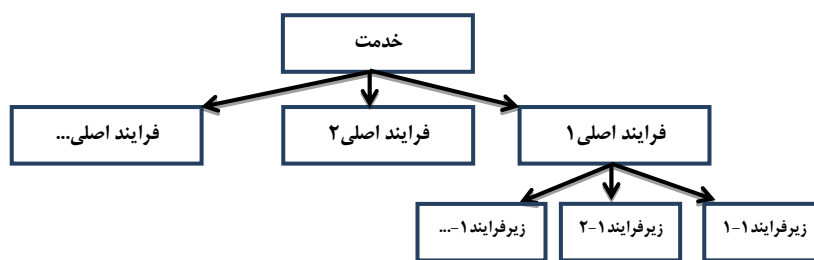 خدمت
فرایند اصلی۱
فرایند اصلی۲
فرایند اصلی...
زیرفرایند۱-۱
زیرفرایند۱-۲
زیرفرایند۱-...